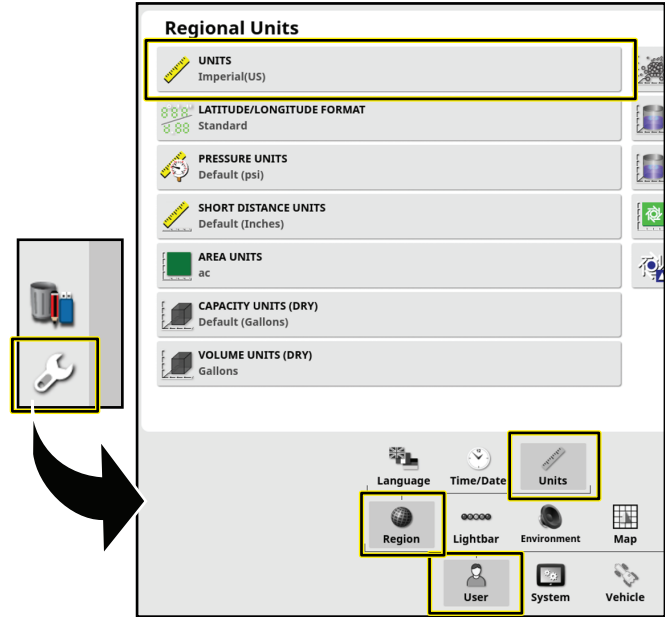 Regional Units
UNITS
Imperial(US)
LATITUDE/LONGITUDE FORMAT
Standard
PRESSURE UNITS
Default (psi)
SHORT DISTANCE UNITS
Default (Inches)
AREA UNITS
ac
CAPACITY UNITS (DRY)
Default (Gallons)
VOLUME UNITS (DRY)
Gallons
Language
Time/Date
Units
Region
Lightbar
Environment
Map
User
System
Vehicle